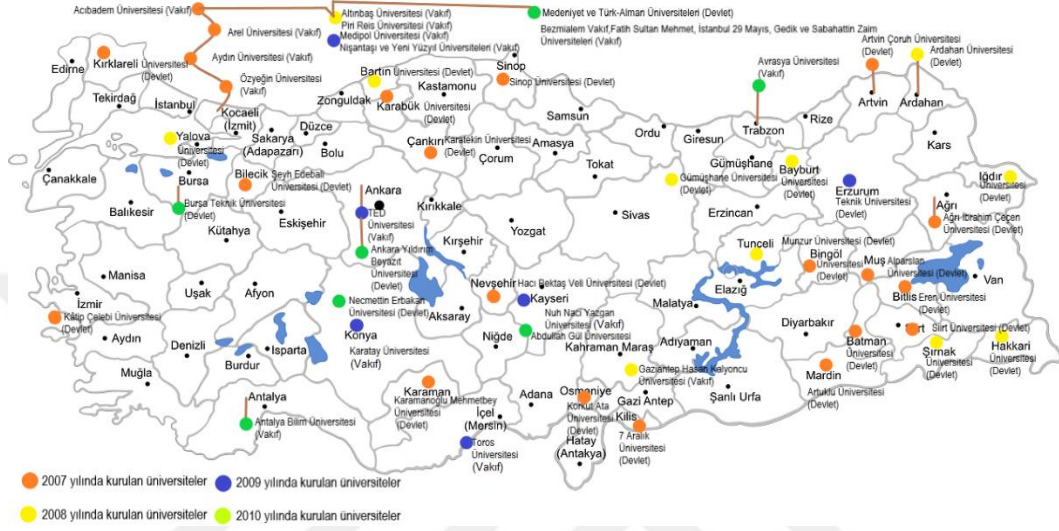 Acıbadem Üniversitesi (Vakıf)
Arel Üniversitesi (Vakıf)
Aydın Üniversitesi (Vakıf)
Özyeğin Üniversitesi
(Vakıf)
Altınbaş Üniversitesi (Vakıf)
Piri Reis Üniversitesi (Vakıf)
Medipol Üniversitesi (Vakıf)
Nişantaşı ve Yeni Yüzyıl Üniversiteleri (Vakıf)
Medeniyet ve Türk-Alman Üniversiteleri (Devlet)
Bezmialem Vakıf,Fatih Sultan Mehmet, İstanbul 29 Mayıs, Gedik ve Sabahattin Zaim
Üniversiteleri (Vakıf)
Avrasya Üniversitesi
(Vakıf)
Artvin Çoruh Üniversitesi
(Devlet)
Ardahan Üniversitesi
(Devlet)
Edirne
Kırklareli Üniversitesi
(Devlet)
Tekirdağ
İstanbul
Kocaeli
(İzmit)
Sakarya
(Adapazarı)
Düzce
Bolu
Zonguldak
Bartın Üniversitesi (Devlet)
Karabük Üniversitesi
(Devlet)
Kastamonu
Sinop
Sinop Üniversitesi (Devlet)
Samsun
Ordu
Giresun
Trabzon
Rize
Artvin
Ardahan
Kars
Yalova
Üniversitesi
(Devlet)
Bursa
Bursa Teknik Üniversitesi
(Devlet)
Bilecik Şeyh Edebali
Üniversitesi (Devlet)
Çanakkale
Balıkesir
Kütahya
Eskişehir
Ankara
TED
Üniversitesi
(Vakıf)
Ankara Yıldırım
Beyazıt
Üniversitesi
(Devlet)
Çankırı Karatekin Üniversitesi
(Devlet)
Çorum
Amasya
Tokat
Kırıkkale
Kırşehir
Yozgat
Sivas
Gümüşhane
Gümüşhane Üniversitesi
(Devlet)
Bayburt
Üniversitesi
(Devlet)
Erzincan
Erzurum
Teknik Üniversitesi
(Devlet)
Iğdır
Üniversitesi
(Devlet)
Ağrı
Ağrı İbrahim Çeçen
Üniversitesi (Devlet)
Tunceli
Munzur Üniversitesi (Devlet)
Bingöl
Üniversitesi
(Devlet)
Muş Alparslan
Üniversitesi (Devlet)
Bitlis Eren Üniversitesi
(Devlet)
Van
Elazığ
Malatya
Manisa
Uşak
Afyon
İzmir
Kâtip Çelebi Üniversitesi
(Devlet)
Aydın
Denizli
Muğla
Burdur
Isparta
Antalya
Antalya Bilim Üniversitesi
(Vakıf)
Necmettin Erbakan
Üniversitesi (Devlet)
Konya
Karatay Üniversitesi
(Vakıf)
Aksaray
Nevşehir Hacı Bektaş Veli Üniversitesi (Devlet)
Kayseri
Nuh Naci Yazgan
Üniversitesi (Vakıf)
Abdullah Gül Üniversitesi
Niğde
Kahraman Maraş
Adıyaman
Gaziantep Hasan Kalyoncu
Üniversitesi (Vakıf)
Gazi Antep
Şanlı Urfa
Diyarbakır
Batman
Üniversitesi
(Devlet)
Siirt Üniversitesi (Devlet)
Şırnak
Üniversitesi
(Devlet)
Hakkari
Üniversitesi
(Devlet)
Mardin
Artuklu Üniversitesi
(Devlet)
Karaman
Karamanoğlu Mehmetbey
Üniversitesi
(Devlet)
İçel
(Mersin)
Toros
Üniversitesi
(Vakıf)
Adana
Osmaniye
Korkut Ata
Üniversitesi
(Devlet)
Kilis
7 Aralık
Üniversitesi
(Devlet)
Hatay
(Antakya)
2007 yılında kurulan üniversiteler
2009 yılında kurulan üniversiteler
2008 yılında kurulan üniversiteler
2010 yılında kurulan üniversiteler